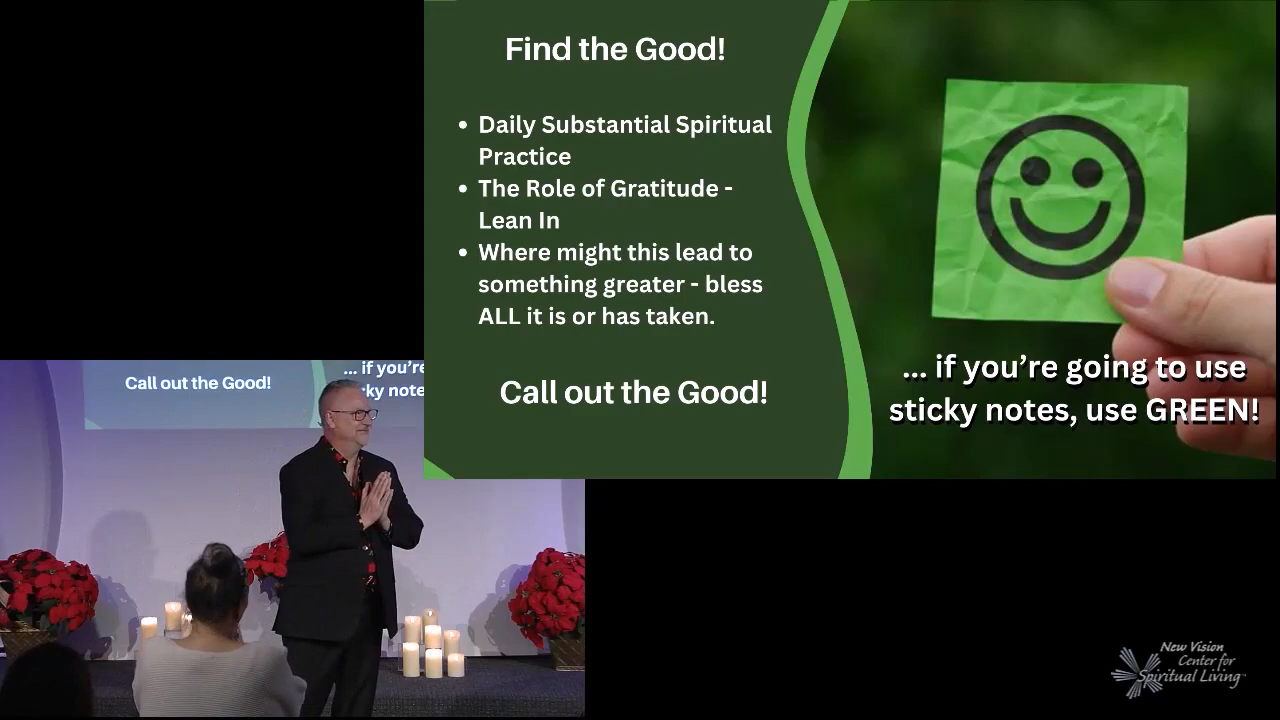 Find the Good!
• Daily Substantial Spiritual
Practice
• The Role of Gratitude -
Lean In
• Where might this lead to
something greater - bless
ALL it is or has taken.
Call out the Good!
... if you're going to use
sticky notes, use GREEN!
... if you're
Call out the Good!
cky note
New Vision
Center for
Spiritual Living